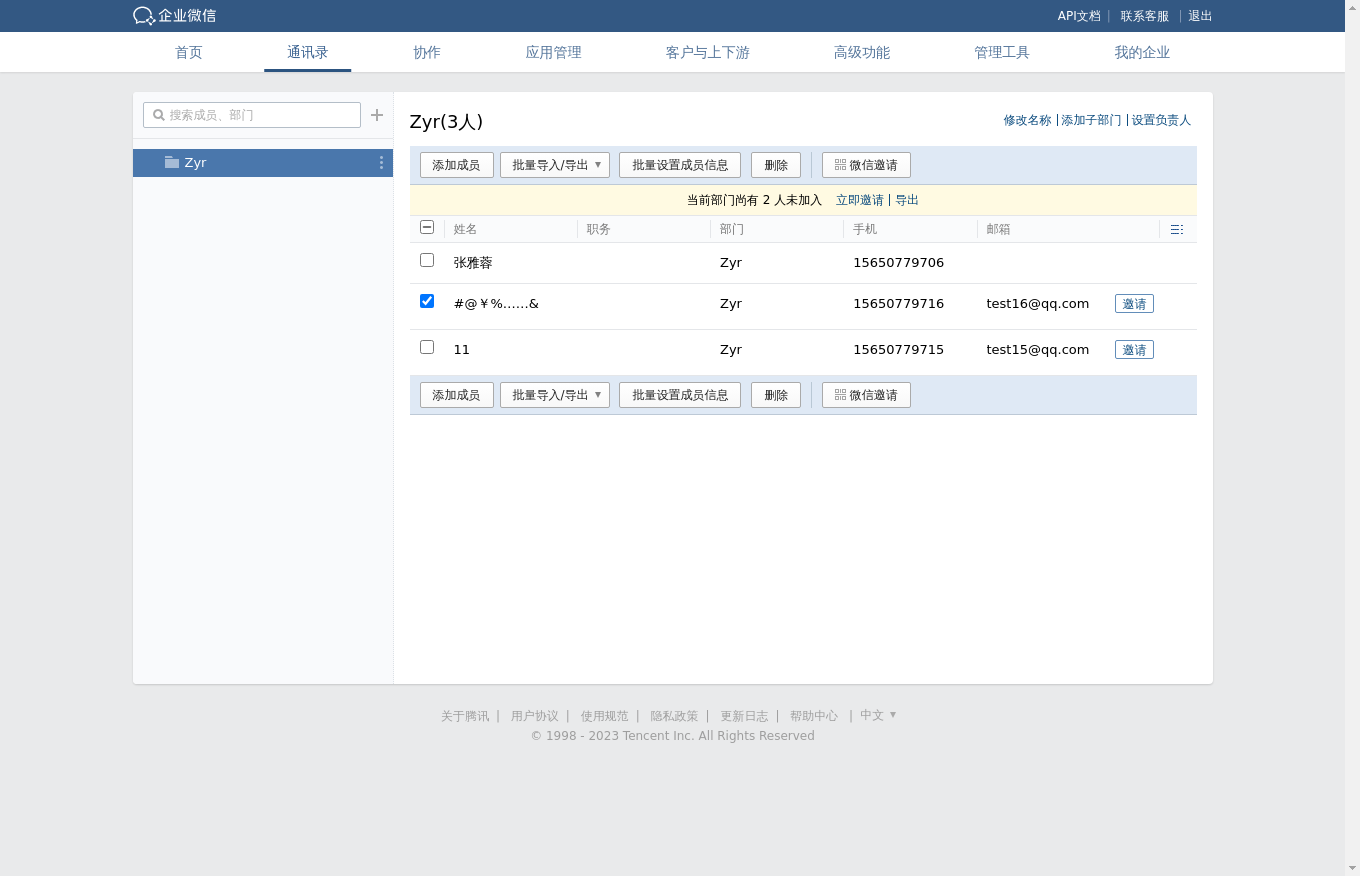 企业微信 API文档 | 联系客服 | 退出
首页 通讯录 协作 应用管理 客户与上下游 高级功能 管理工具 我的企业
搜索成员、部门
Zyr
Zyr(3人) 修改名称 | 添加子部门 | 设置负责人
添加成员 批量导入/导出 批量设置成员信息 删除 微信邀请
当前部门尚有 2 人未加入 立即邀请 | 导出
姓名 职务 部门 手机 邮箱
张雅蓉 Zyr 15650779706
#@￥%……& Zyr 15650779716 test16@qq.com 邀请
11 Zyr 15650779715 test15@qq.com 邀请
添加成员 批量导入/导出 批量设置成员信息 删除 微信邀请
关于腾讯 | 用户协议 | 使用规范 | 隐私政策 | 更新日志 | 帮助中心 | 中文
© 1998 - 2023 Tencent Inc. All Rights Reserved